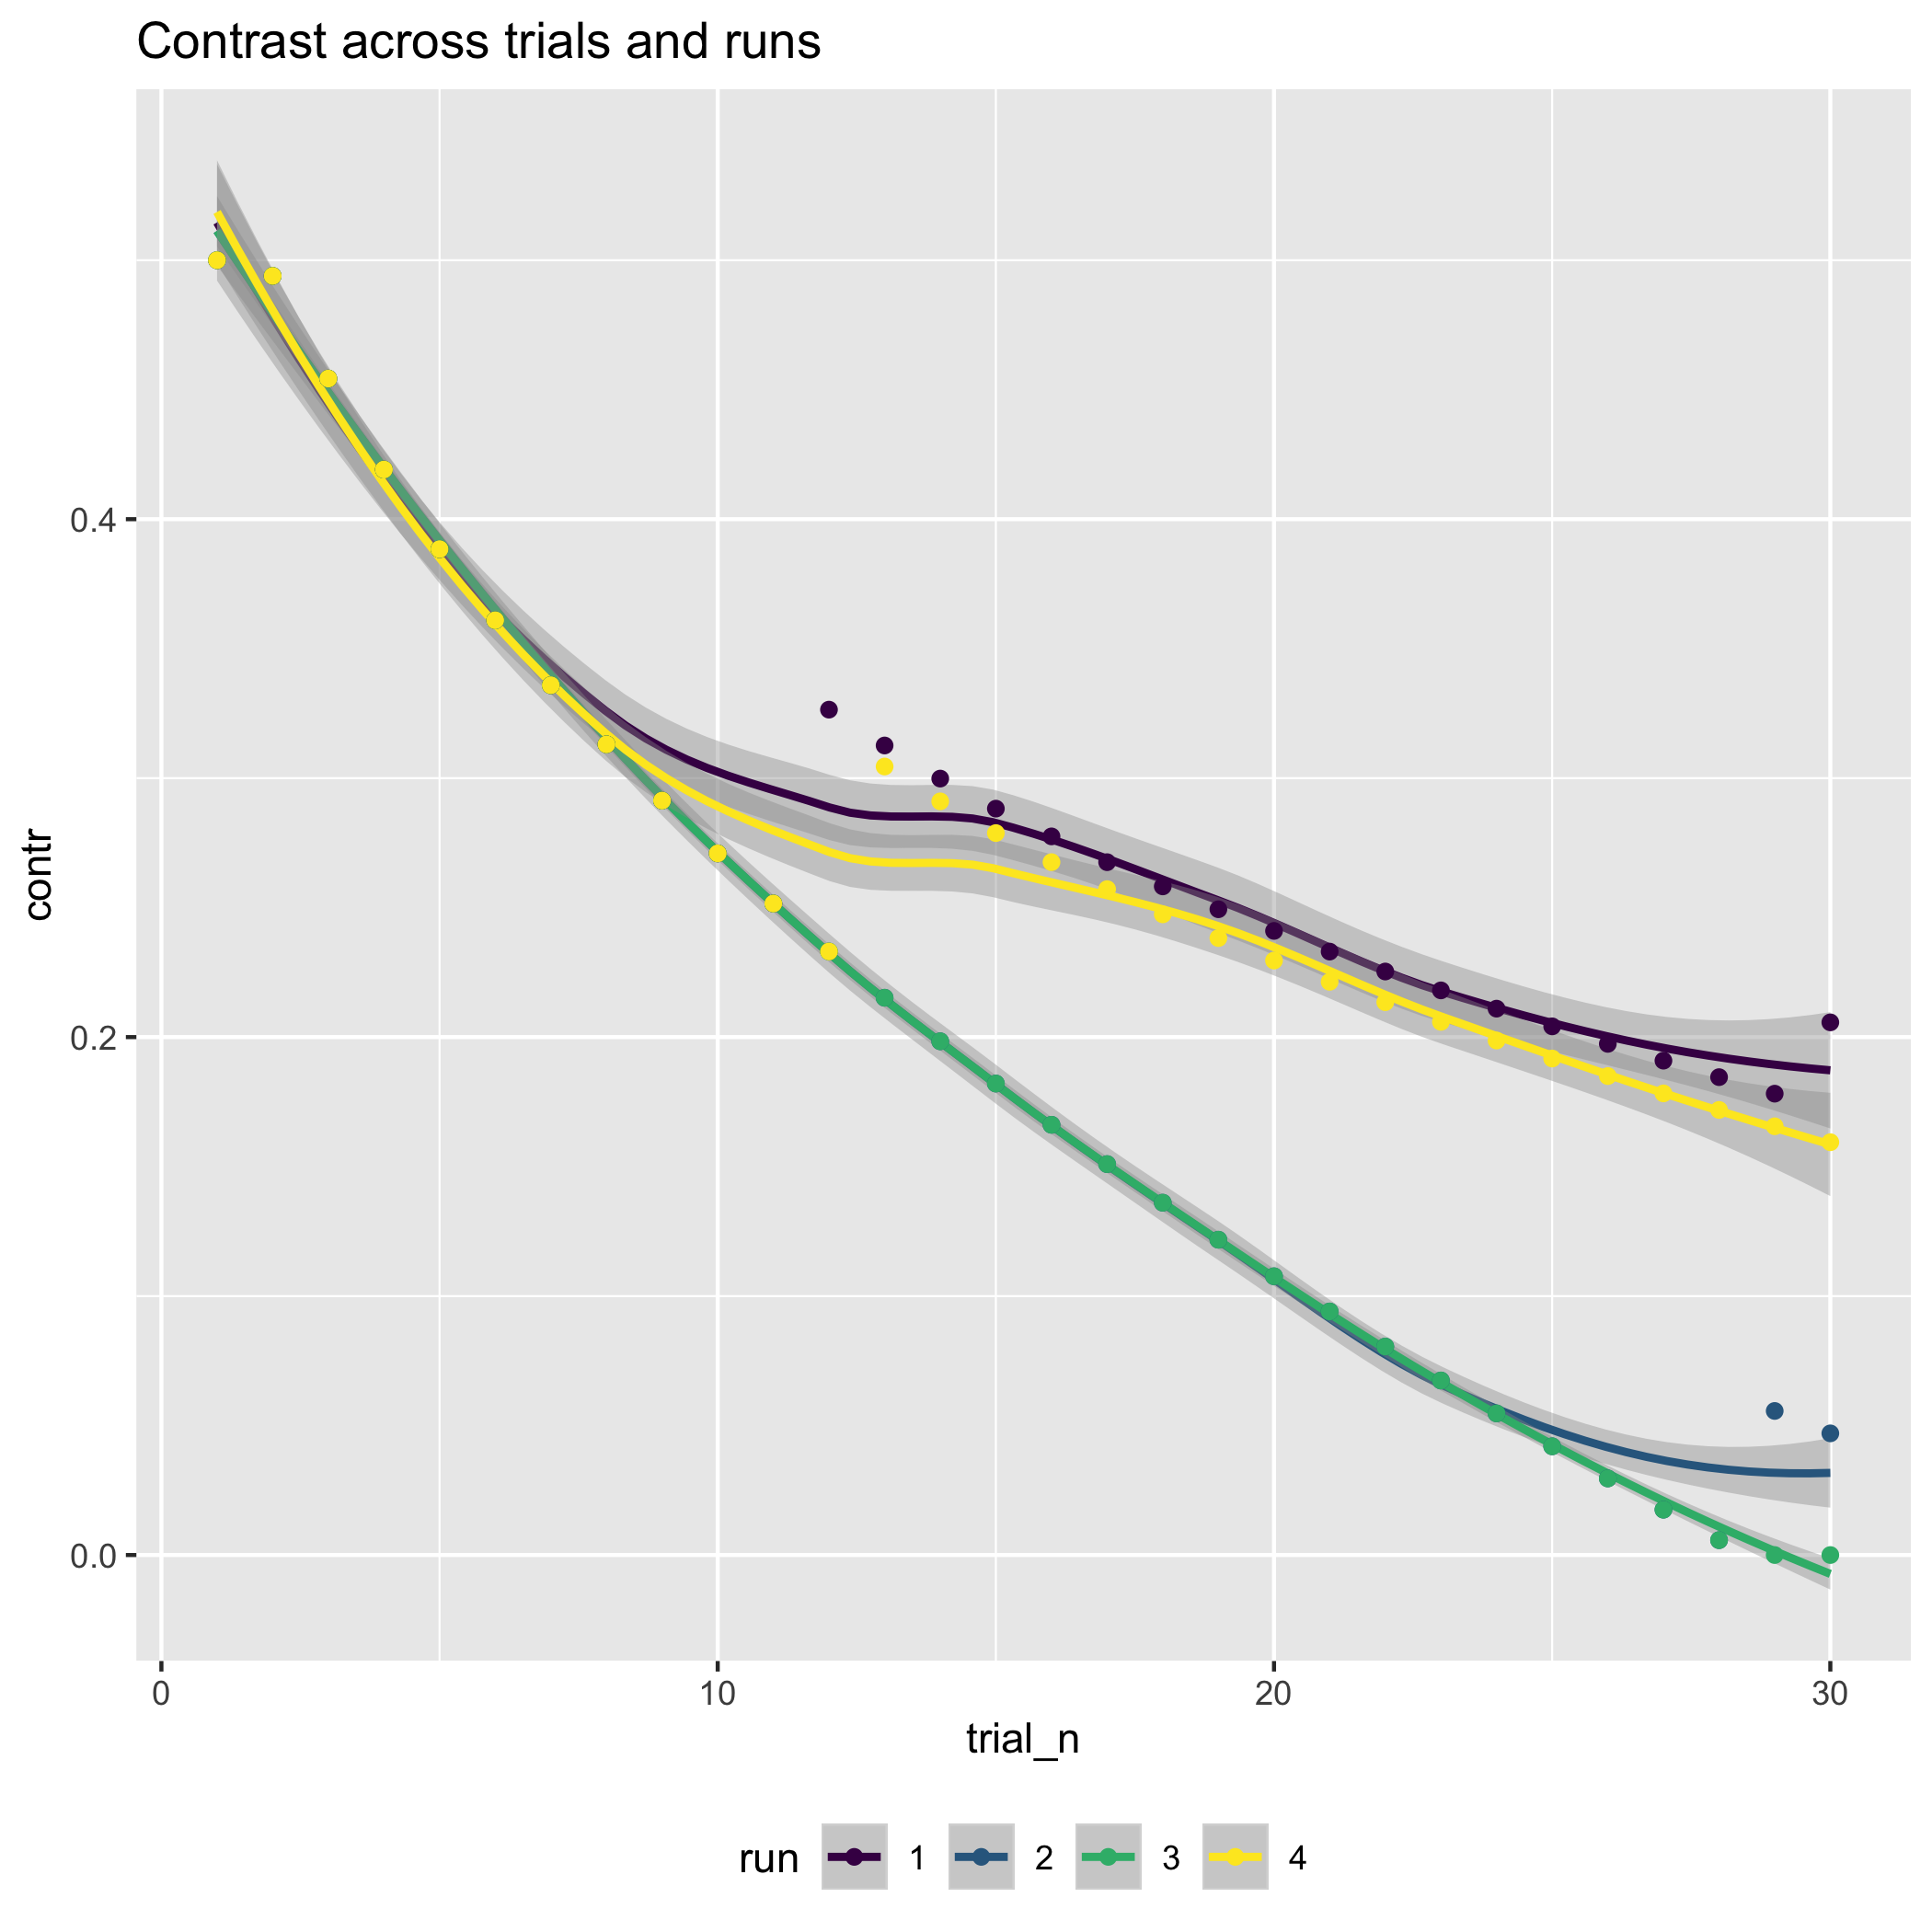 Contrast across trials and runs
contr
0.4
0.2
0.0
0 10 20 30
trial_n
run 1 2 3 4